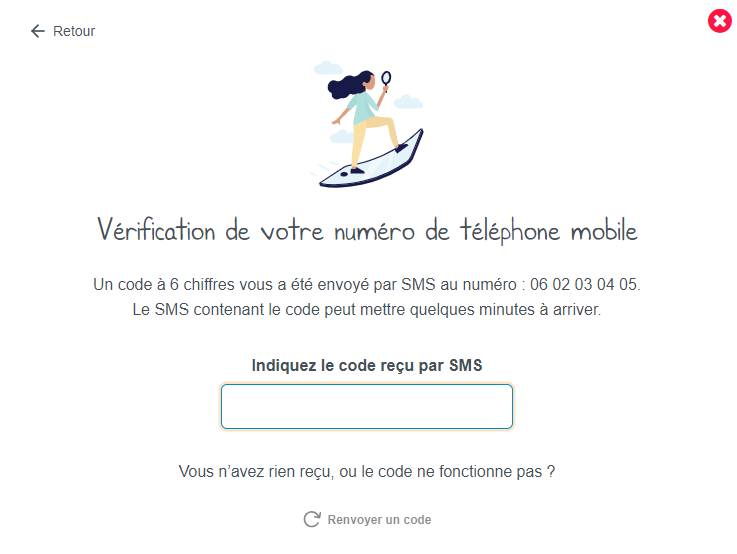 Retour
Vérification de votre numéro de téléphone mobile
Un code à 6 chiffres vous a été envoyé par SMS au numéro : 06 02 03 04 05.
Le SMS contenant le code peut mettre quelques minutes à arriver.
Indiquez le code reçu par SMS
Vous n’avez rien reçu, ou le code ne fonctionne pas ?
Renvoyer un code